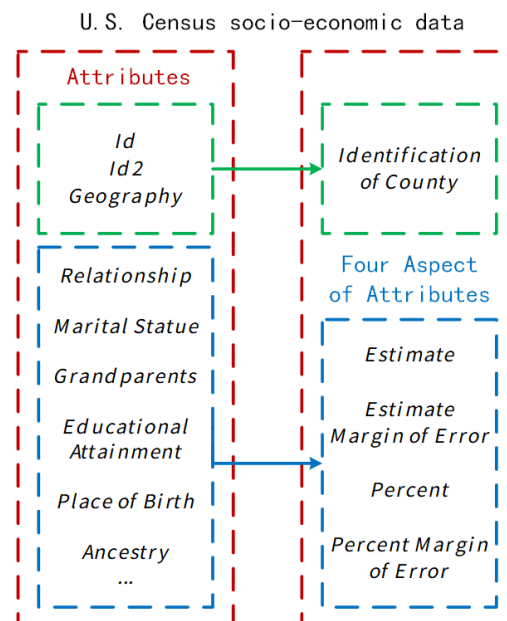 U.S. Census socio-economic data
Attributes
Id
Id2
Geography
Identification
of County
Relationship
Marital Statue
Grandparents
Educational
Attainment
Place of Birth
Ancestry
...
Four Aspect
of Attributes
Estimate
Estimate
Margin of Error
Percent
Percent Margin
of Error